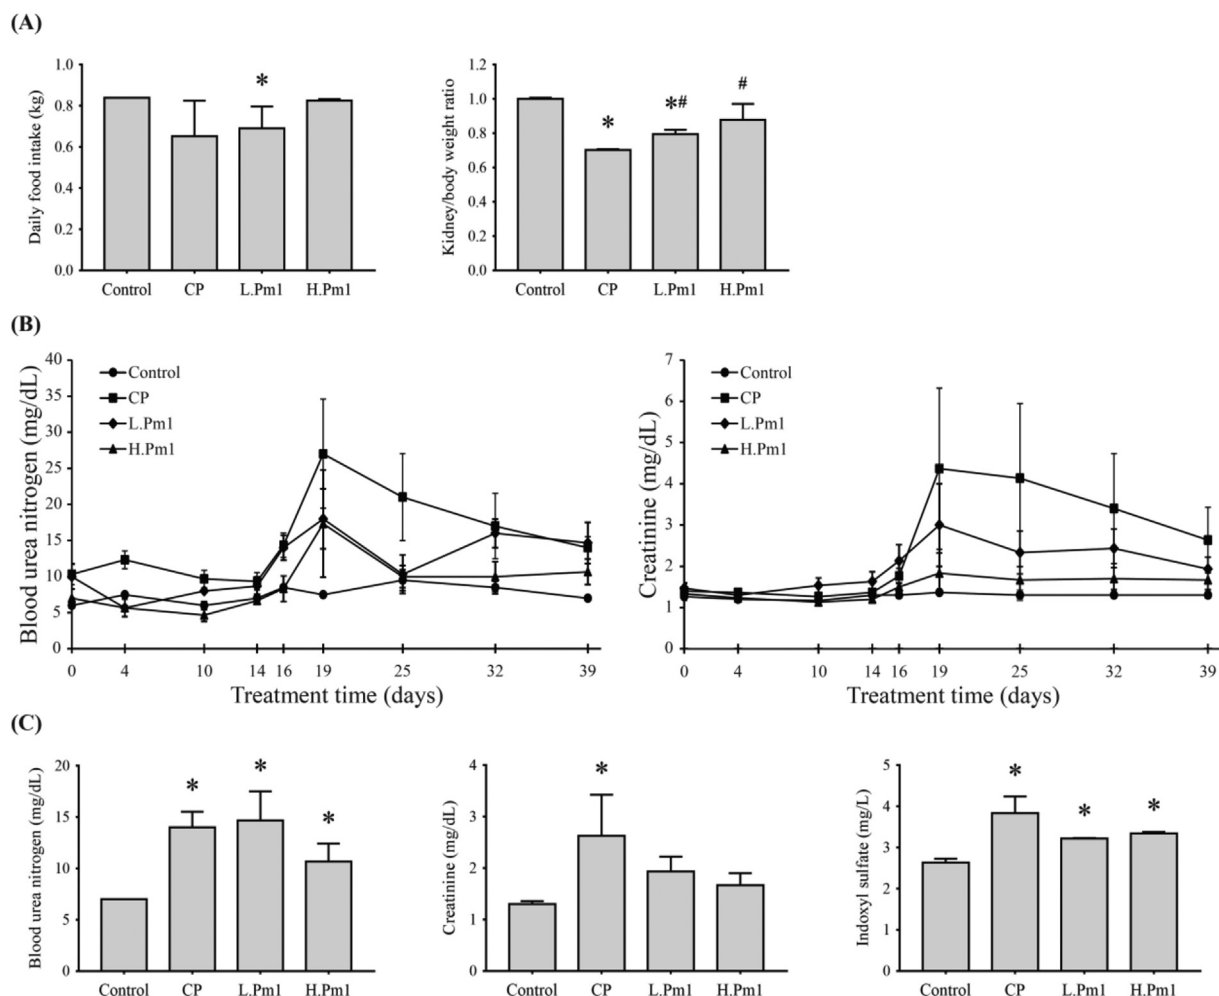 (A)
Daily food intake (kg)
1.0
0.8
0.6
0.4
0.2
0.0
*
Control CP L.Pm1 H.Pm1
Kidney/body weight ratio
1.2
1.0
0.8
0.6
0.4
0.2
0.0
*
*#
#
Control CP L.Pm1 H.Pm1
(B)
Blood urea nitrogen (mg/dL)
40
35
30
25
20
15
10
5
0
Control
CP
L.Pm1
H.Pm1
0 4 10 14 16 19 25 32 39
Treatment time (days)
Creatinine (mg/dL)
7
6
5
4
3
2
1
0
Control
CP
L.Pm1
H.Pm1
0 4 10 14 16 19 25 32 39
Treatment time (days)
(C)
Blood urea nitrogen (mg/dL)
20
15
10
5
0
* * *
Control CP L.Pm1 H.Pm1
Creatinine (mg/dL)
4
3
2
1
0
*
Control CP L.Pm1 H.Pm1
Indoxyl sulfate (mg/L)
5
4
3
2
1
0
* * *
Control CP L.Pm1 H.Pm1